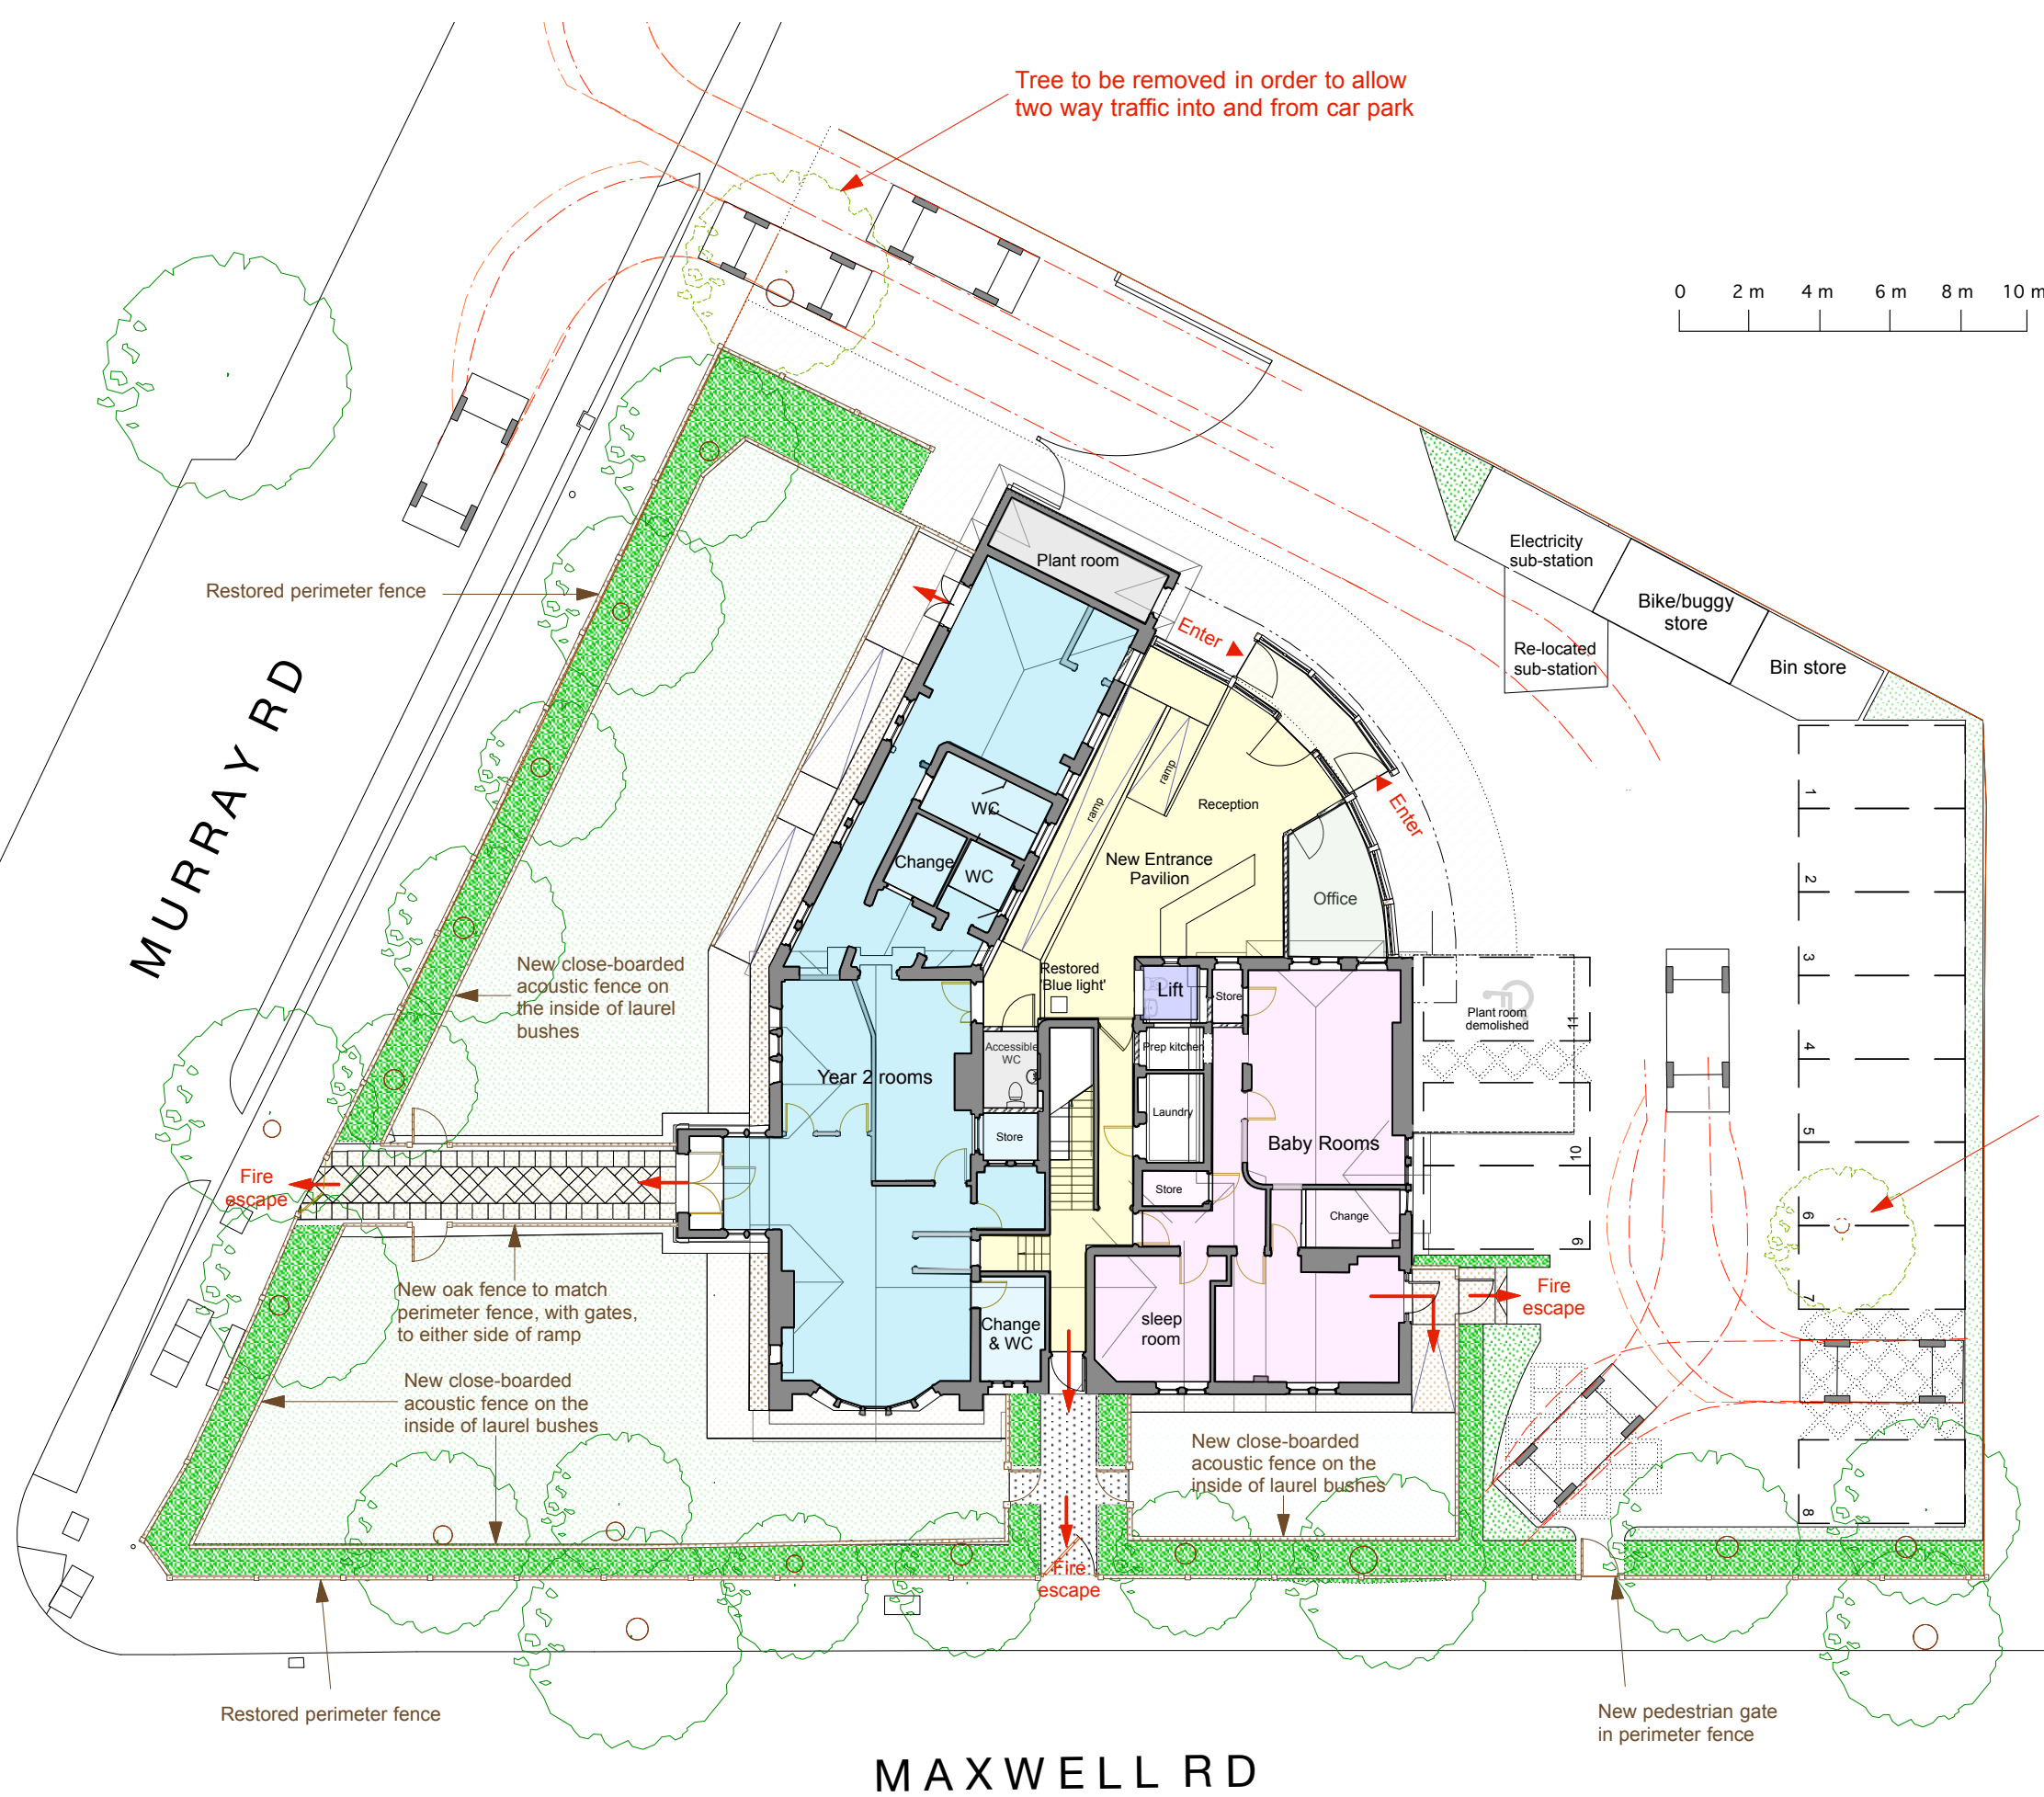 Tree to be removed in order to allow
two way traffic into and from car park
0 2 m 4 m 6 m 8 m 10 m
Electricity
sub-station
Bike/buggy
store
Re-located
sub-station
Bin store
Plant room
Restored perimeter fence
Enter
Enter
MURRAY RD
ramp
ramp
Reception
WC
Change
WC
New Entrance
Pavilion
Office
1
2
3
4
5
6
7
8
New close-boarded
acoustic fence on
the inside of laurel
bushes
Restored
'Blue light'
Lift
Store
Plant room
demolished
11
10
9
Accessible
WC
Prep kitchen
Year 2 rooms
Laundry
Store
Baby Rooms
Fire
escape
Store
Change
New oak fence to match
perimeter fence, with gates,
to either side of ramp
Fire
escape
Change
& WC
sleep
room
New close-boarded
acoustic fence on the
inside of laurel bushes
New close-boarded
acoustic fence on the
inside of laurel bushes
Fire
escape
Restored perimeter fence
New pedestrian gate
in perimeter fence
MAXWELL RD